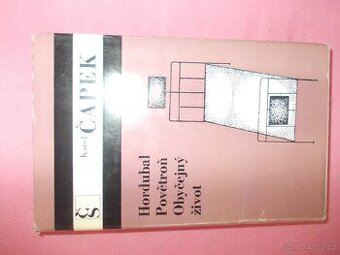 Karel
ČAPEK
Hordubal
Povětroň
Obyčejný
život